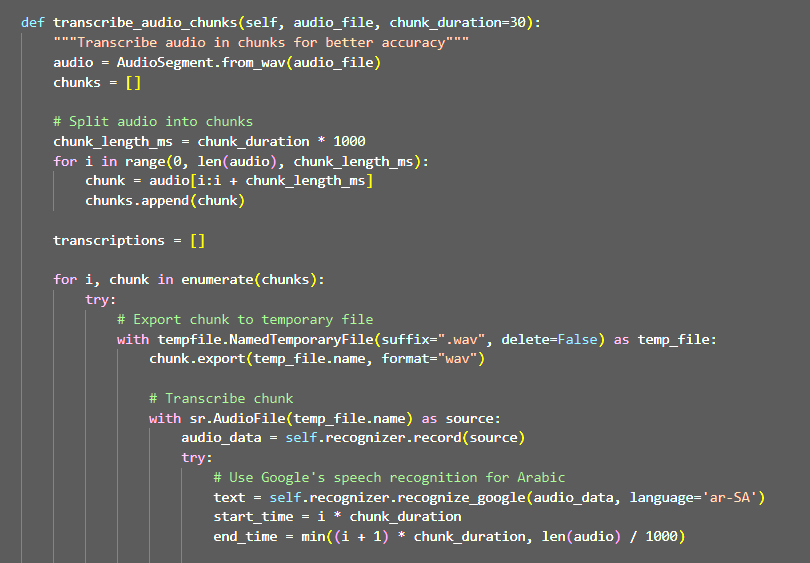 def transcribe_audio_chunks(self, audio_file, chunk_duration=30):
    """Transcribe audio in chunks for better accuracy"""
    audio = AudioSegment.from_wav(audio_file)
    chunks = []

    # Split audio into chunks
    chunk_length_ms = chunk_duration * 1000
    for i in range(0, len(audio), chunk_length_ms):
        chunk = audio[i:i + chunk_length_ms]
        chunks.append(chunk)

    transcriptions = []

    for i, chunk in enumerate(chunks):
        try:
            # Export chunk to temporary file
            with tempfile.NamedTemporaryFile(suffix=".wav", delete=False) as temp_file:
                chunk.export(temp_file.name, format="wav")

                # Transcribe chunk
                with sr.AudioFile(temp_file.name) as source:
                    audio_data = self.recognizer.record(source)
                    try:
                        # Use Google's speech recognition for Arabic
                        text = self.recognizer.recognize_google(audio_data, language='ar-SA')
                        start_time = i * chunk_duration
                        end_time = min((i + 1) * chunk_duration, len(audio) / 1000)